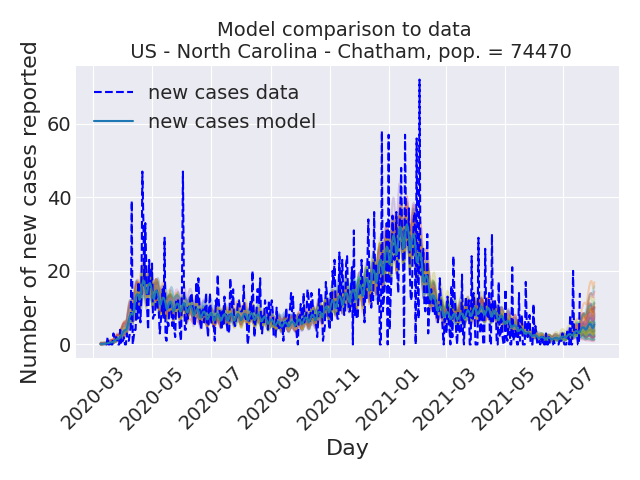 Model comparison to data
US - North Carolina - Chatham, pop. = 74470
Number of new cases reported
60
40
20
0
new cases data
new cases model
2020-03
2020-05
2020-07
2020-09
2020-11
2021-01
2021-03
2021-05
2021-07
Day